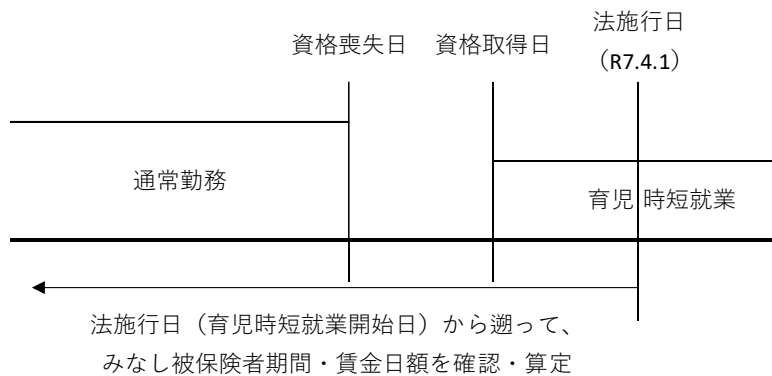 資格喪失日
資格取得日
法施行日
（R7.4.1）
通常勤務
育児 時短就業
法施行日（育児時短就業開始日）から遡って、
みなし被保険者期間・賃金日額を確認・算定